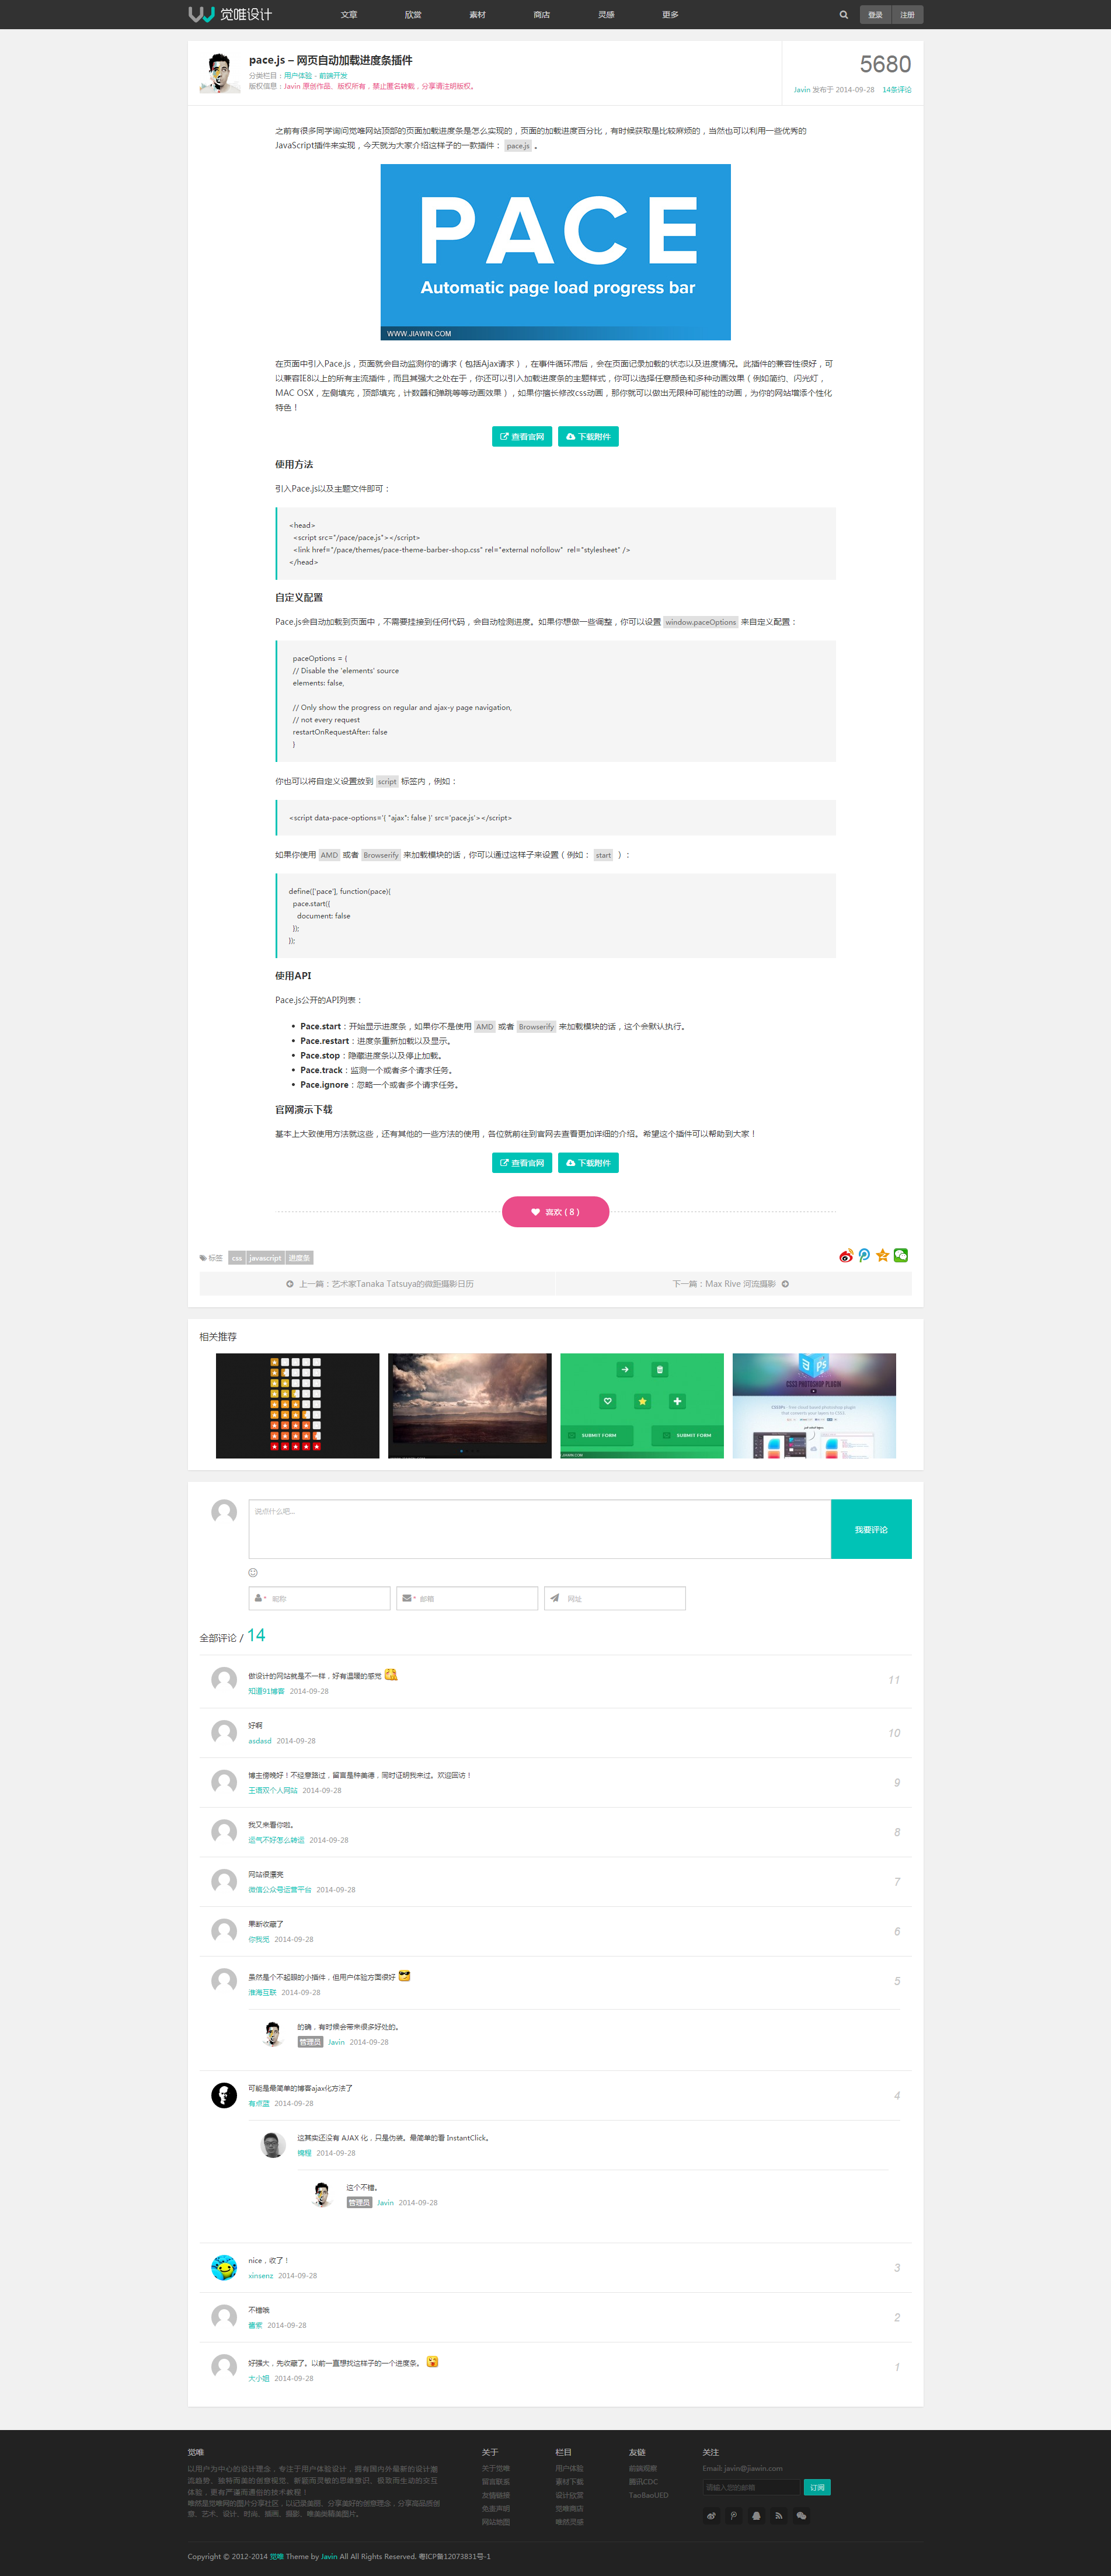 觉唯设计 文章 欣赏 素材 商店 灵感 更多 登录 注册
pace.js – 网页自动加载进度条插件
5680
分类栏目：用户体验 - 前端开发
版权信息：Javin 原创作品、版权所有，禁止匿名转载，分享请注明版权。
Javin 发布于 2014-09-28 14条评论
之前有很多同学询问觉唯网站顶部的页面加载进度条是怎么实现的，页面的加载进度百分比，有时候获取是比较麻烦的，当然也可以利用一些优秀的
JavaScript插件来实现，今天就为大家介绍这样子的一款插件： pace.js 。
PACE
Automatic page load progress bar
WWW.JIAWIN.COM
在页面中引入Pace.js，页面就会自动监测你的请求（包括Ajax请求），在事件循环滞后，会在页面记录加载的状态以及进度情况。此插件的兼容性很好，可
以兼容IE8以上的所有主流插件，而且其强大之处在于，你还可以引入加载进度条的主题样式，你可以选择任意颜色和多种动画效果（例如简约、闪光灯，
MAC OSX，左侧填充，顶部填充，计数器和弹跳等等动画效果），如果你擅长修改css动画，那你就可以做出无限种可能性的动画，为你的网站增添个性化
特色！
查看官网 下载附件
使用方法
引入Pace.js以及主题文件即可：
<head>
<script src="/pace/pace.js"></script>
<link href="/pace/themes/pace-theme-barber-shop.css" rel="external nofollow" rel="stylesheet" />
</head>
自定义配置
Pace.js会自动加载到页面中，不需要挂接到任何代码，会自动检测进度。如果你想做一些调整，你可以设置 window.paceOptions 来自定义配置：
paceOptions = {
// Disable the 'elements' source
elements: false,
// Only show the progress on regular and ajax-y page navigation,
// not every request
restartOnRequestAfter: false
}
你也可以将自定义设置放到 script 标签内，例如：
<script data-pace-options='{ "ajax": false }' src='pace.js'></script>
如果你使用 AMD 或者 Browserify 来加载模块的话，你可以通过这样子来设置（例如： start ）：
define(['pace'], function(pace){
pace.start({
document: false
});
});
使用API
Pace.js公开的API列表：
• Pace.start：开始显示进度条，如果你不是使用 AMD 或者 Browserify 来加载模块的话，这个会默认执行。
• Pace.restart：进度条重新加载以及显示。
• Pace.stop：隐藏进度条以及停止加载。
• Pace.track：监测一个或者多个请求任务。
• Pace.ignore：忽略一个或者多个请求任务。
官网演示下载
基本上大致使用方法就这些，还有其他的一些方法的使用，各位就前往到官网去查看更加详细的介绍。希望这个插件可以帮助到大家！
查看官网 下载附件
喜欢 ( 8 )
标签 css javascript 进度条
上一篇：艺术家Tanaka Tatsuya的微距摄影日历
下一篇：Max Rive 河流摄影
相关推荐
SUBMIT FORM SUBMIT FORM
CSS3 PHOTOSHOP PLUGIN
说点什么吧...
我要评论
* 昵称 * 邮箱 网址
全部评论 / 14
做设计的网站就是不一样，好有温暖的感觉
11
知道91博客 2014-09-28
好啊
10
asdasd 2014-09-28
博主傍晚好！不经意路过，留言是种美德，同时证明我来过。欢迎回访！
9
王语双个人网站 2014-09-28
我又来看你啦。
8
运气不好怎么转运 2014-09-28
网站很漂亮
7
微信公众号运营平台 2014-09-28
果断收藏了
6
你我觅 2014-09-28
虽然是个不起眼的小插件，但用户体验方面很好
5
淮海互联 2014-09-28
的确，有时候会带来很多好处的。
管理员 Javin 2014-09-28
可能是最简单的博客ajax化方法了
4
有点蓝 2014-09-28
这其实还没有 AJAX 化，只是伪装。最简单的看 InstantClick。
2014-09-28
这个不错。
管理员 Javin 2014-09-28
nice，收了！
3
xinsenz 2014-09-28
不错哦
2
酱紫 2014-09-28
好强大，先收藏了。以前一直想找这样子的一个进度条。
1
大小姐 2014-09-28
觉唯 关于 栏目 友链 关注
以用户为中心的设计理念，专注于用户体验设计，拥有国内外最新的设计潮
流趋势、独特而美的创意视觉、新颖而灵敏的思维意识、极致而生动的交互
体验，更有严谨而通俗的技术教程！
唯然是觉唯网的图片分享社区，以记录美丽、分享美好的创意理念，分享高品质创
意、艺术、设计、时尚、插画、摄影、唯美类精美图片。
关于觉唯
留言联系
友链链接
免责声明
网站地图
用户体验
素材下载
设计欣赏
觉唯商店
唯然灵感
前端观察
腾讯CDC
TaoBaoUED
Email: javin@jiawin.com
请输入您的邮箱 订阅
Copyright © 2012-2014 觉唯 Theme by Javin All All Rights Reserved. 粤ICP备12073831号-1